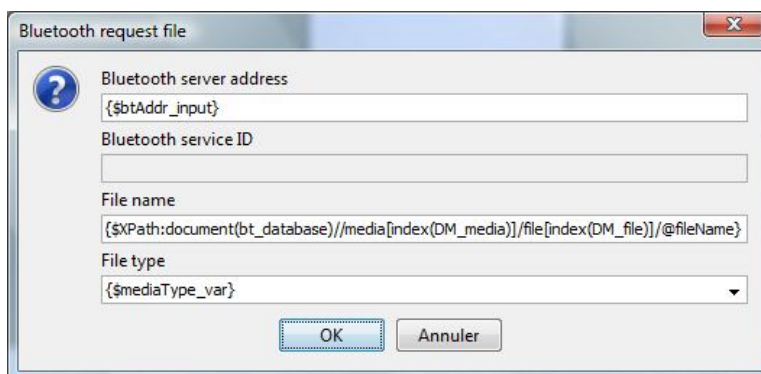 Bluetooth request file
Bluetooth server address
{$btAddr_input}
Bluetooth service ID
File name
{$XPath:document(bt_database)//media[index(DM_media)]/file[index(DM_file)]/@fileName}
File type
{$mediaType_var}
OK
Annuler